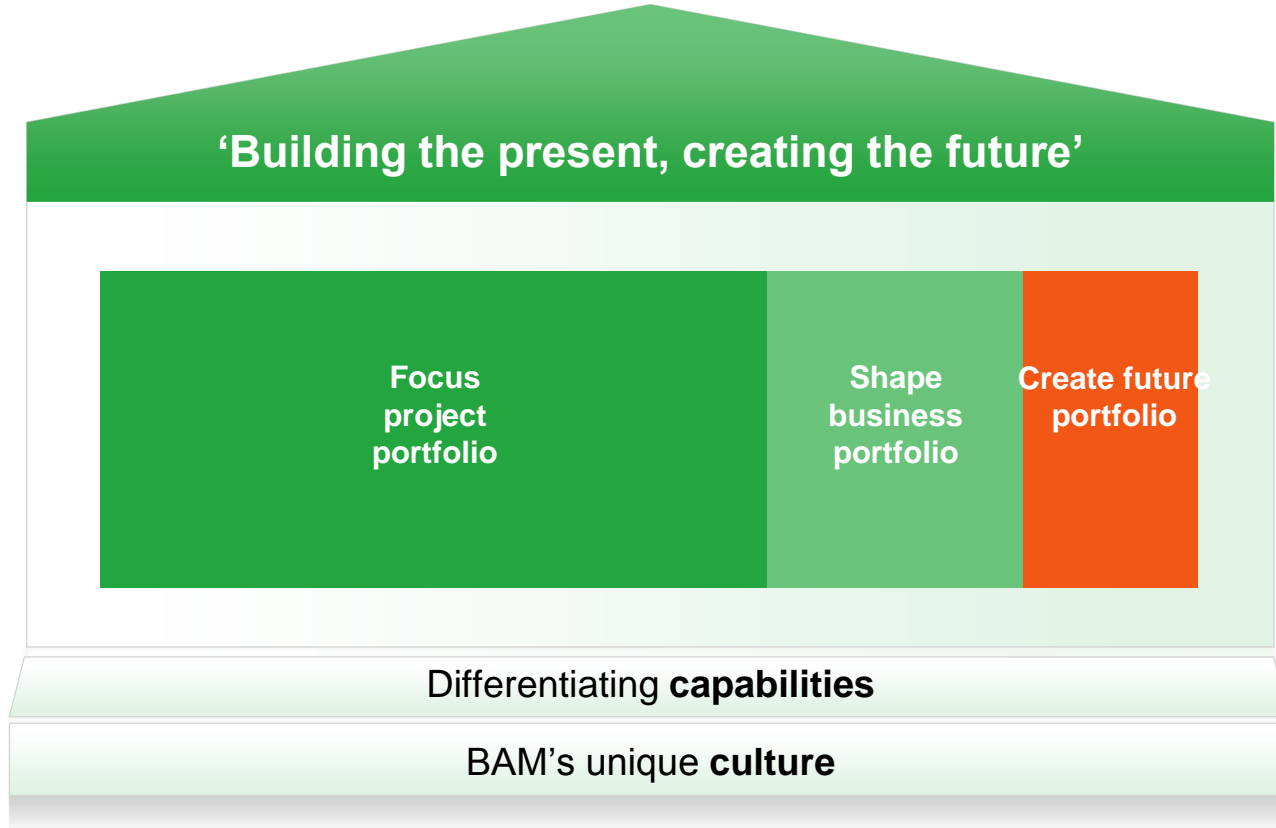 ‘Building the present, creating the future’
Focus
project
portfolio
Shape
business
portfolio
Create future
portfolio
Differentiating capabilities
BAM’s unique culture